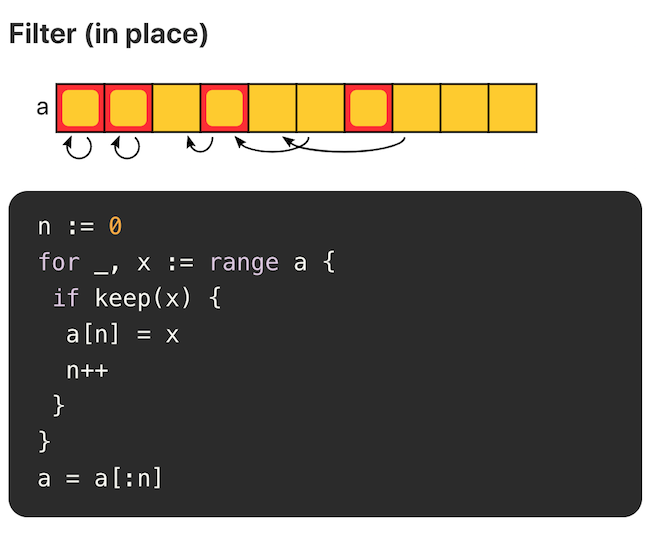 Filter (in place)
a
n := 0
for _, x := range a {
 if keep(x) {
  a[n] = x
  n++
 }
}
a = a[:n]